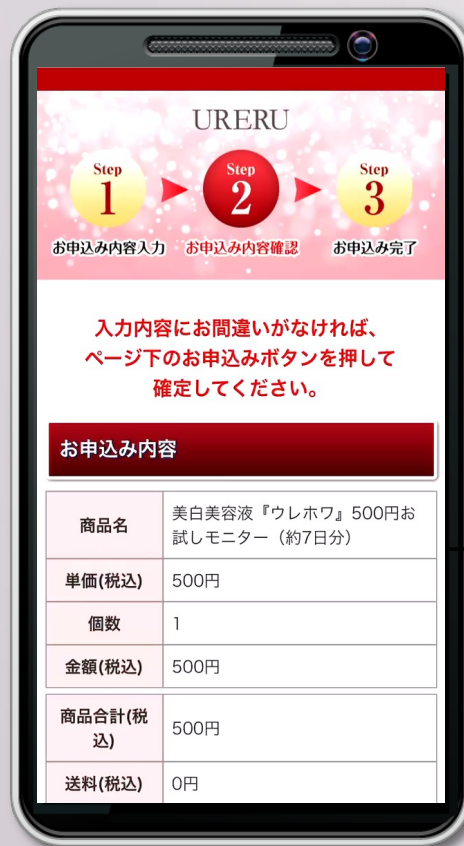 URERU
Step
1
Step
2
Step
3
お申込み内容入力
お申込み内容確認
お申込み完了
入力内容にお間違いがなければ、
ページ下のお申込みボタンを押して
確定してください。
お申込み内容
商品名
美白美容液『ウレホワ』500円お
試しモニター（約7日分）
単価(税込)
500円
個数
1
金額(税込)
500円
商品合計(税
込)
500円
送料(税込)
0円